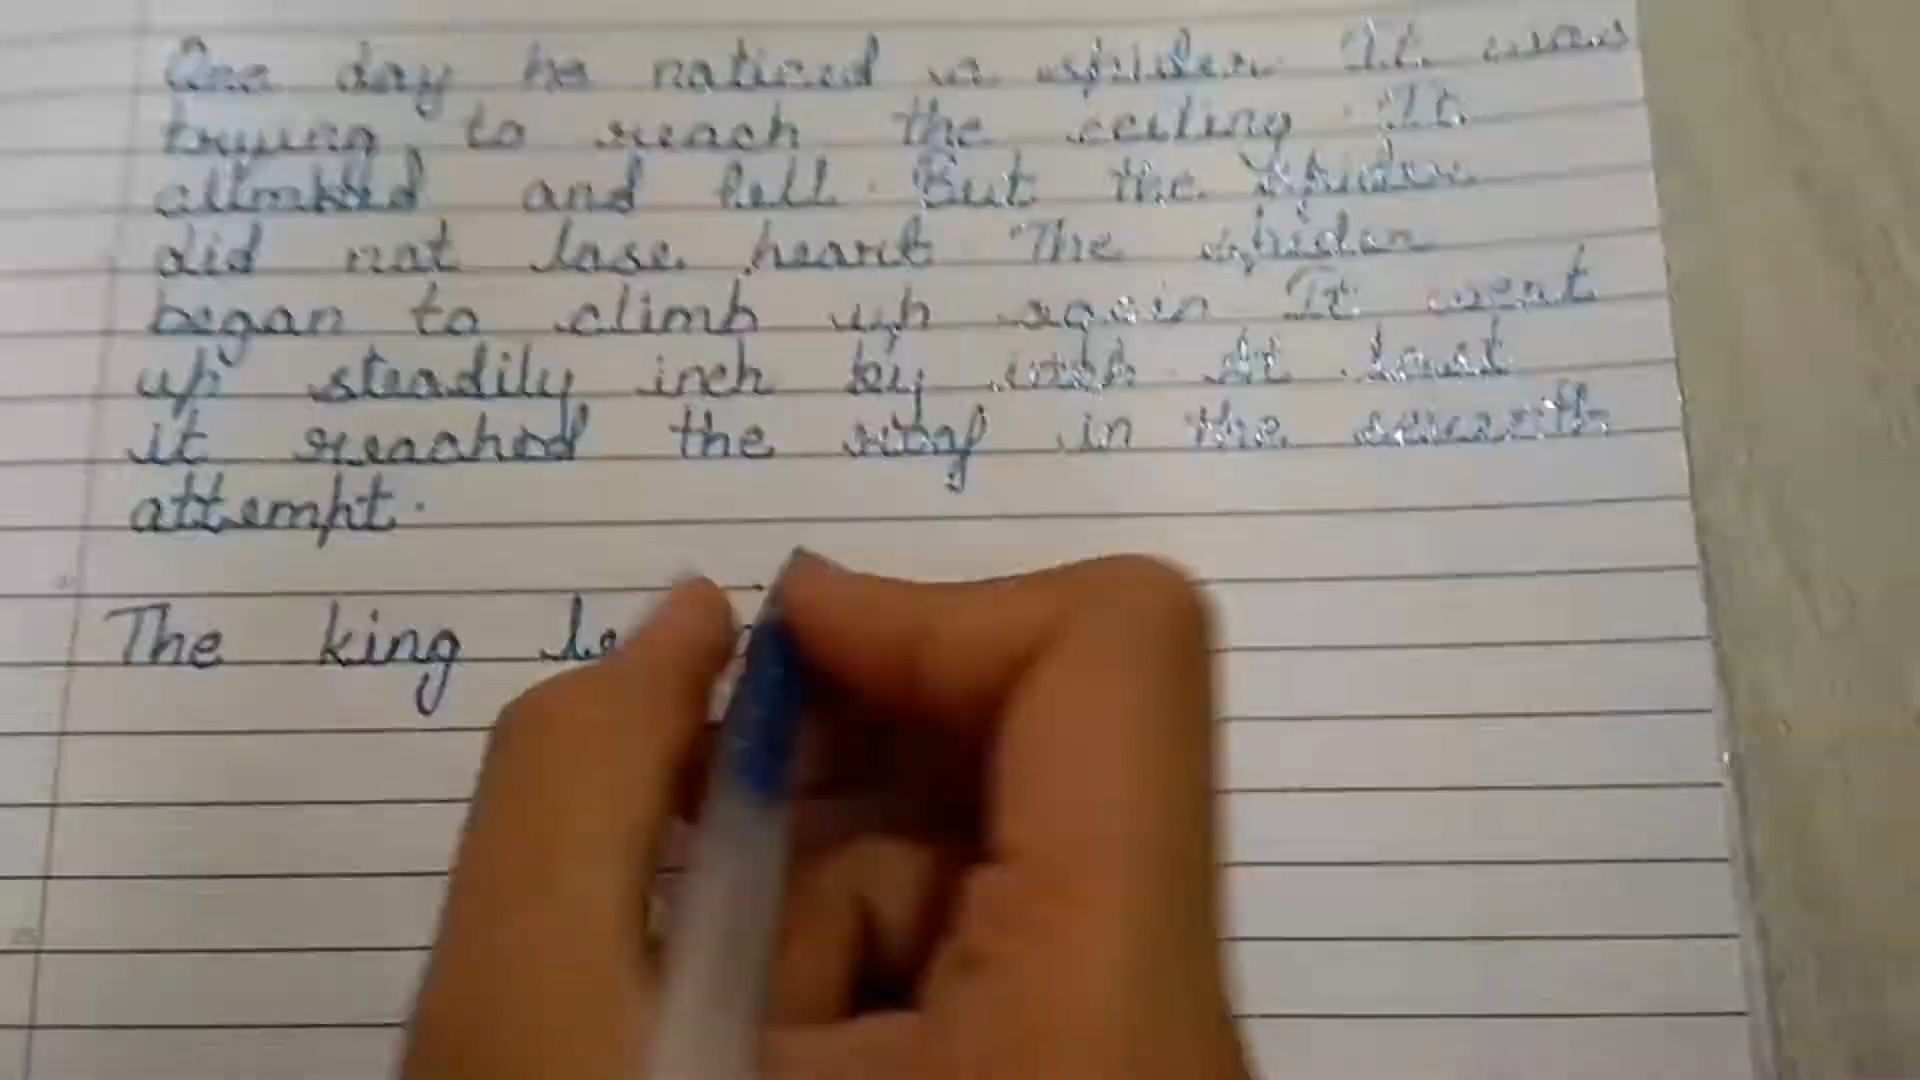 One day he noticed a spider. It was
trying to reach the ceiling. It
climbed and fell. But the spider
did not lose heart. The spider
began to climb up again. It went
up steadily inch by inch. At last
it reached the in the seventh
attempt.
The king